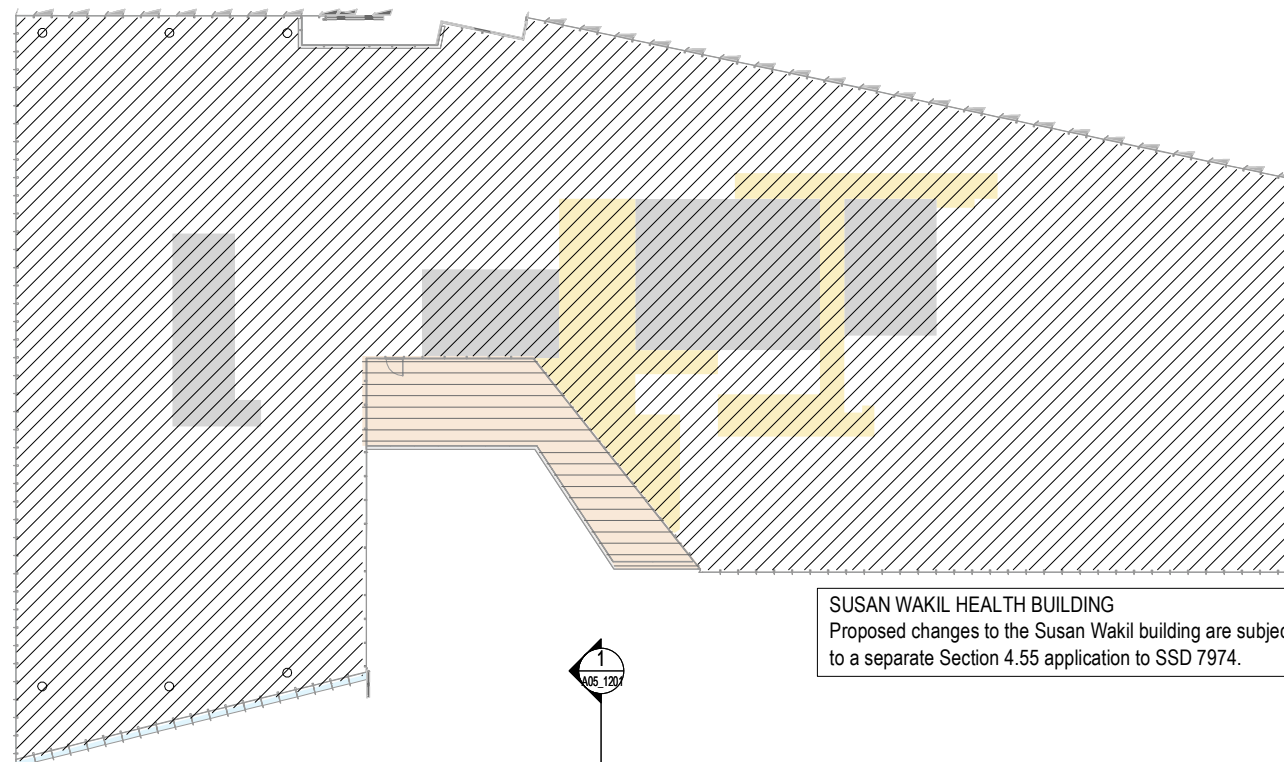 SUSAN WAKIL HEALTH BUILDING
Proposed changes to the Susan Wakil building are subjec
to a separate Section 4.55 application to SSD 7974.
1
A05_1201